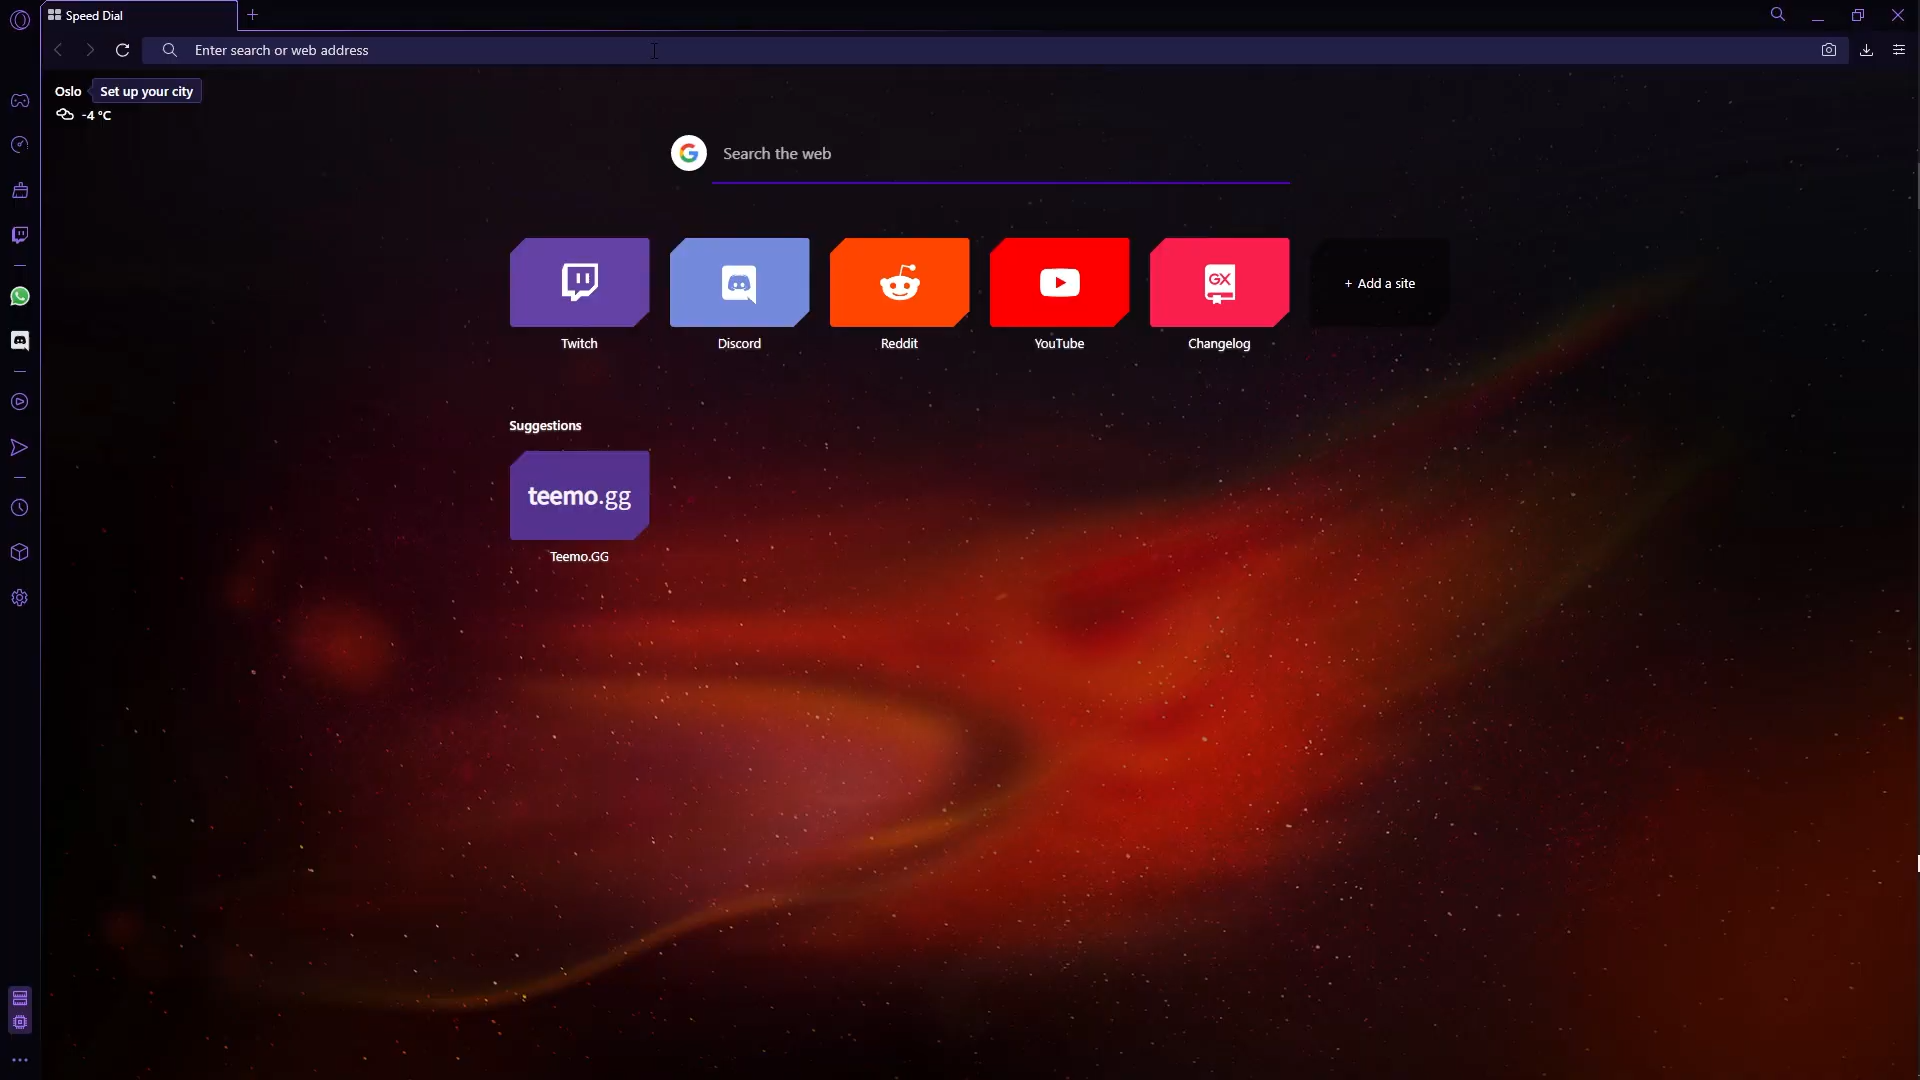 Speed Dial
Enter search or web address
Oslo
Set up your city
-4 °C
Search the web
GX
+ Add a site
Twitch
Discord
Reddit
YouTube
Changelog
Suggestions
teemo.gg
Teemo.GG